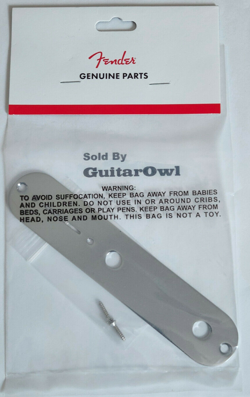 Fender
GENUINE PARTS
Sold By
GuitarOwl
WARNING:
TO AVOID SUFFOCATION, KEEP BAG AWAY FROM BABIES
AND CHILDREN. DO NOT USE IN OR AROUND CRIBS,
BEDS, CARRIAGES OR PLAY PENS. KEEP BAG AWAY FROM
HEAD, NOSE AND MOUTH. THIS BAG IS NOT A TOY.